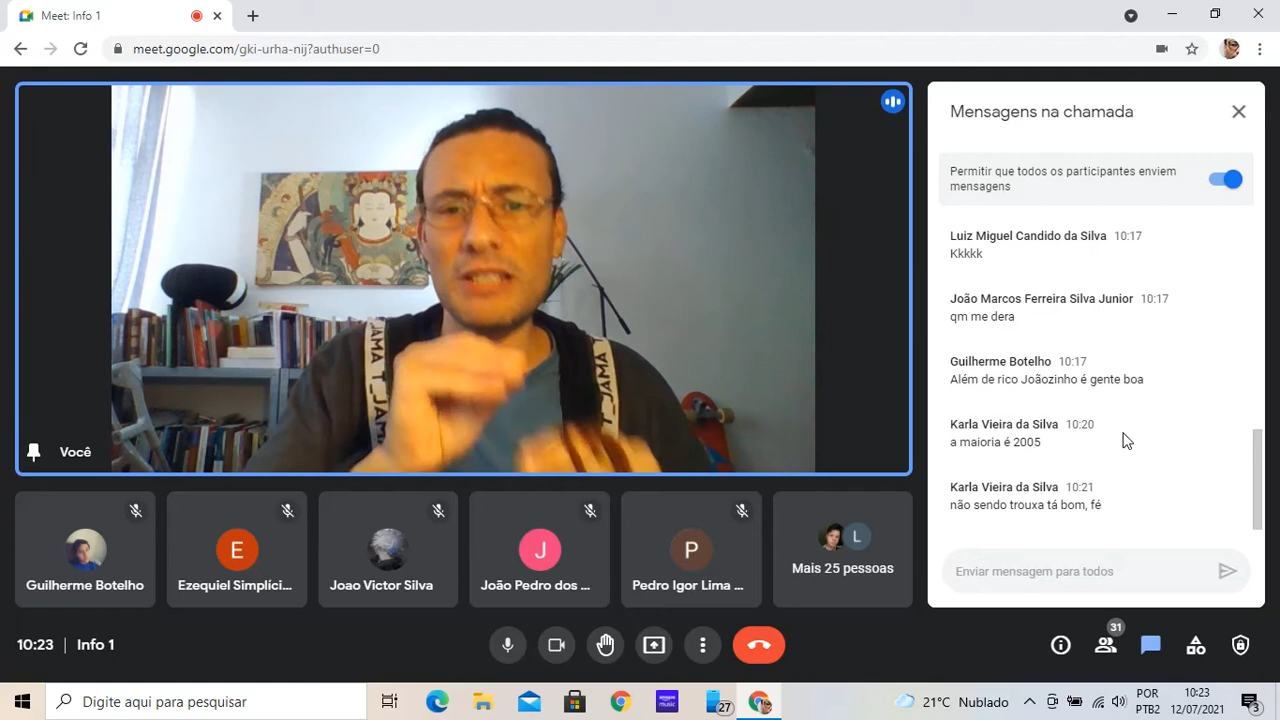 Meet: Info 1
meet.google.com/gki-urha-nij?authuser=0
Mensagens na chamada
Permitir que todos os participantes enviem
mensagens
Luiz Miguel Candido da Silva 10:17
Kkkkk
João Marcos Ferreira Silva Junior 10:17
qm me dera
Guilherme Botelho 10:17
Além de rico Joãozinho é gente boa
Karla Vieira da Silva 10:20
a maioria é 2005
Karla Vieira da Silva 10:21
não sendo trouxa tá bom, fé
Enviar mensagem para todos
JAMA T_JAMA
T_JAMA
Você
Guilherme Botelho
E
Ezequiel Simplíci...
Joao Victor Silva
J
João Pedro dos ...
P
Pedro Igor Lima ...
L
Mais 25 pessoas
10:23 | Info 1
31
Digite aqui para pesquisar
music
27
21°C Nublado
POR
PTB2
10:23
12/07/2021
3